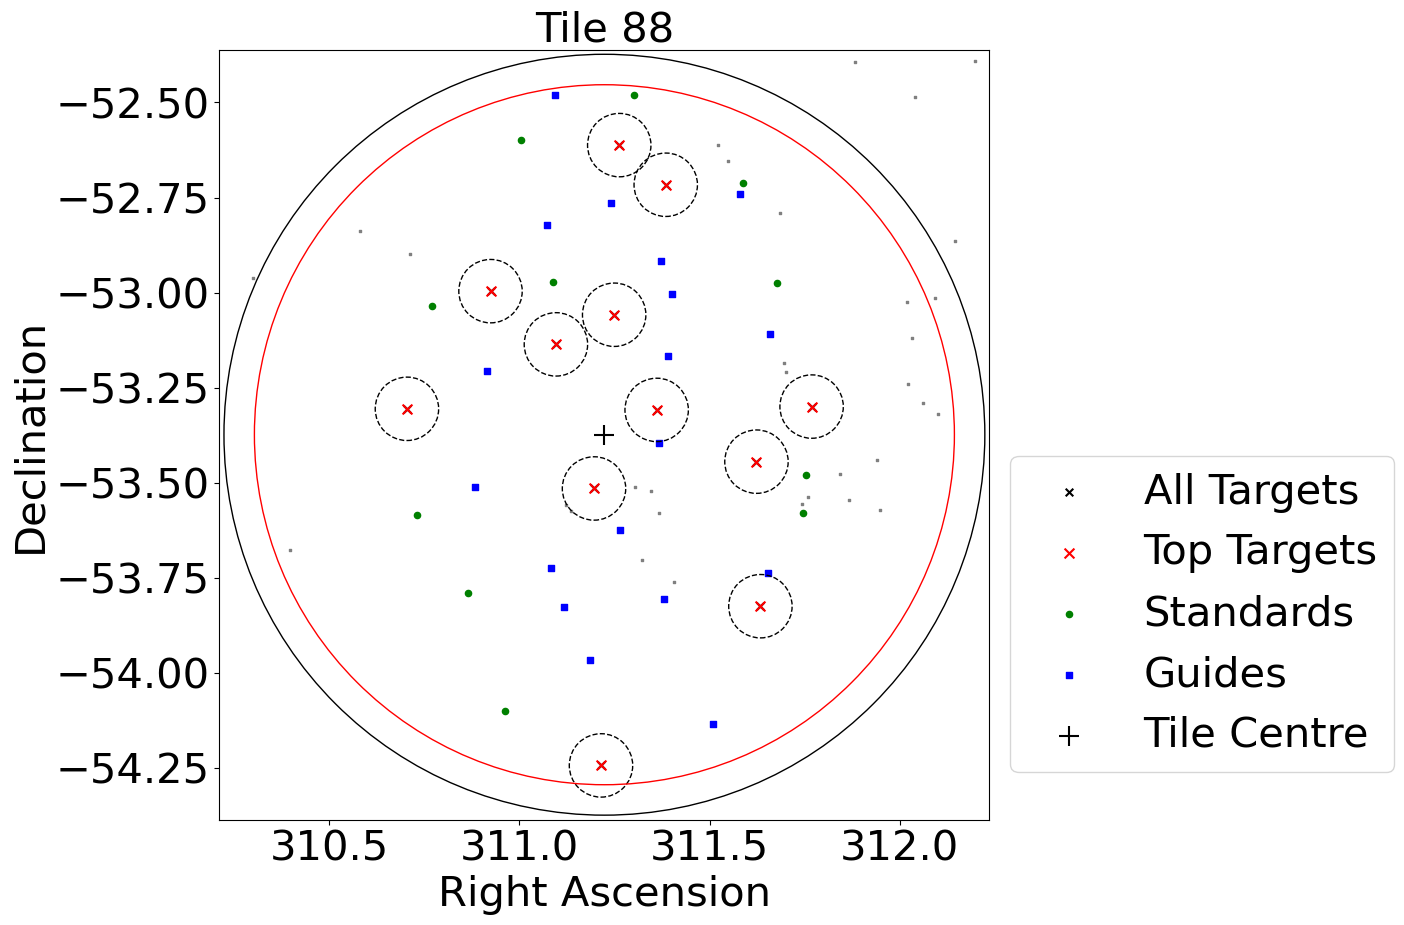 Tile 88
−52.50
−52.75
−53.00
−53.25
−53.50
−53.75
−54.00
−54.25
Declination
310.5 311.0 311.5 312.0
Right Ascension
All Targets
Top Targets
Standards
Guides
Tile Centre